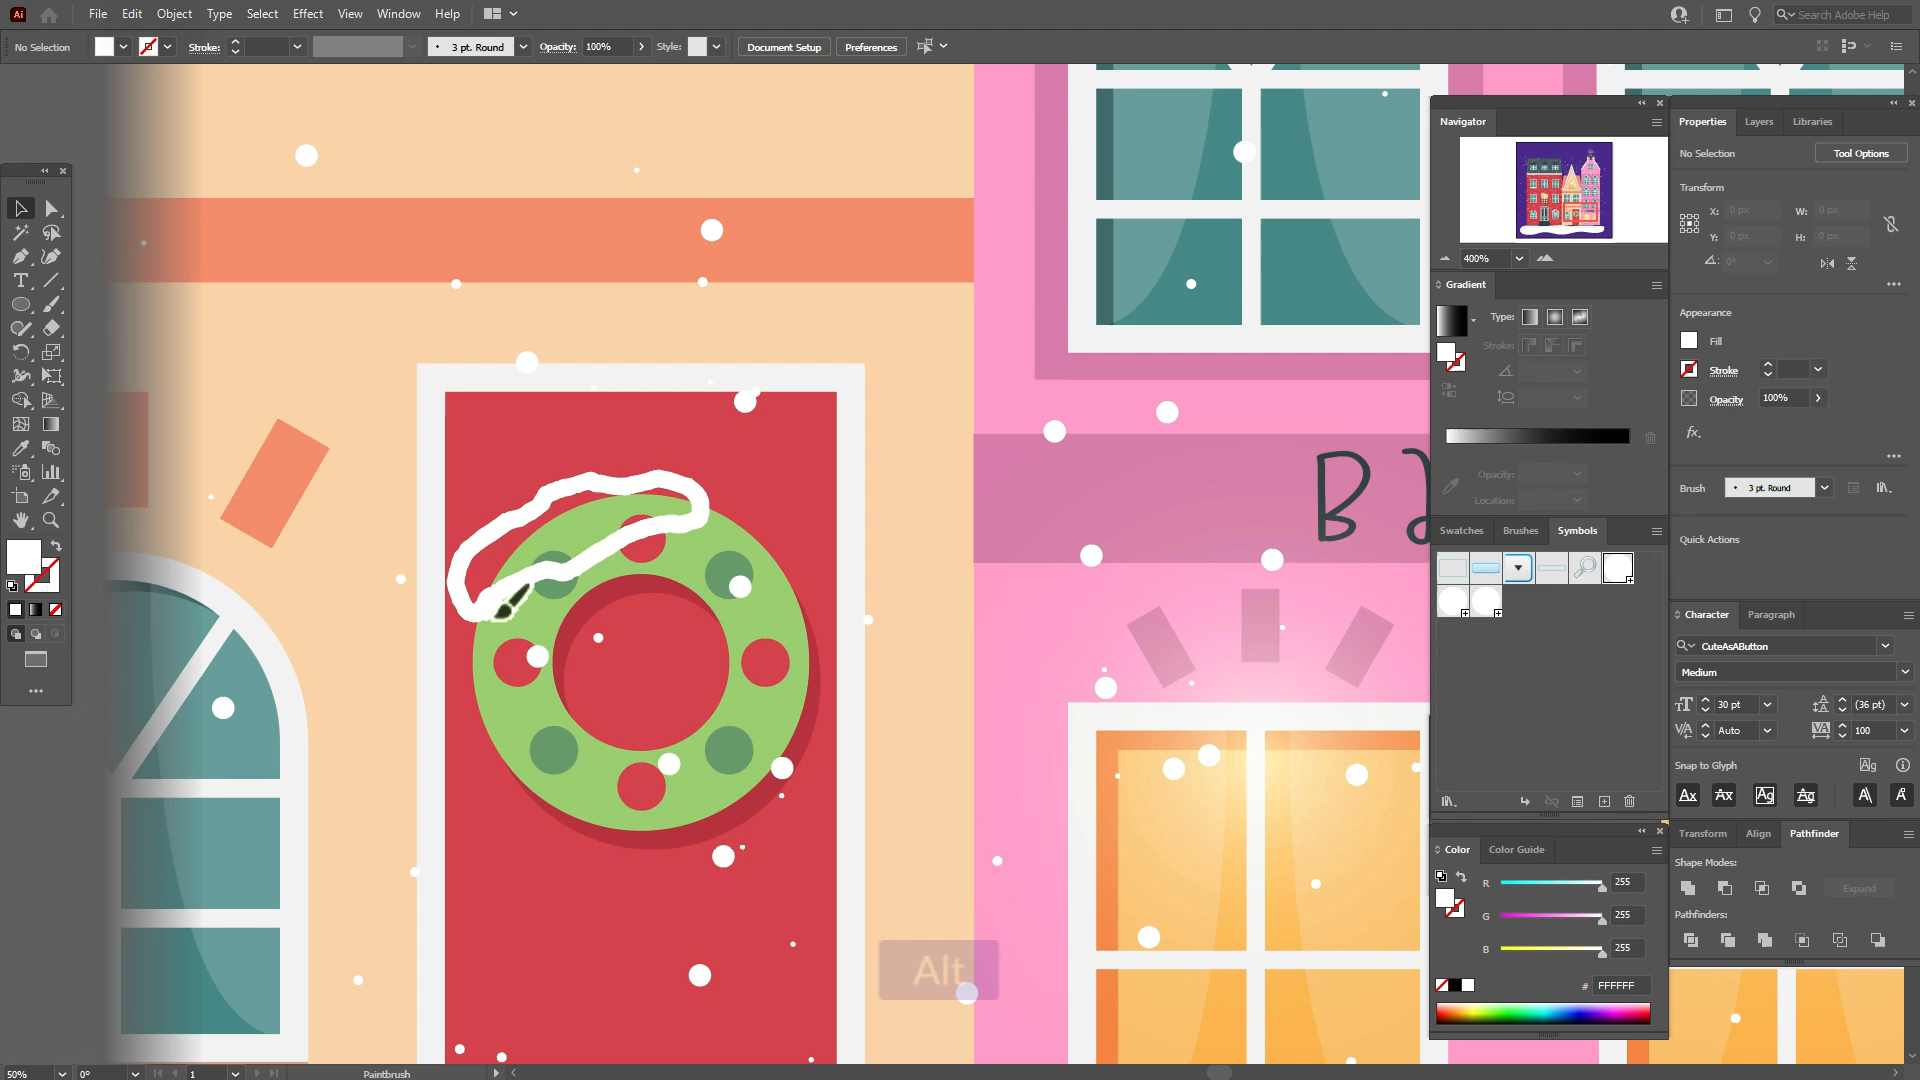 Ai File Edit Object Type Select Effect View Window Help Search Adobe Help
No Selection Stroke: 3 pt. Round Opacity: 100% Style: Document Setup Preferences
Navigator
400%
Gradient
Type:
Stroke:
Opacity:
Location:
Swatches Brushes Symbols
Color Color Guide
R 255
G 255
B 255
# FFFFFF
Properties Layers Libraries
No Selection Tool Options
Transform
X: 0 px W: 0 px
Y: 0 px H: 0 px
0°
Appearance
Fill
Stroke
Opacity 100%
fx.
Brush 3 pt. Round
Quick Actions
Character Paragraph
CuteAsAButton
Medium
30 pt (36 pt)
Auto 100
Snap to Glyph
Transform Align Pathfinder
Shape Modes:
Expand
Pathfinders:
B
Alt
50% 0° 1 Paintbrush